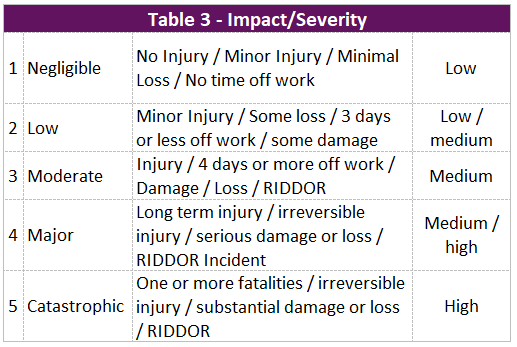 Table 3 - Impact/Severity
1 Negligible No Injury / Minor Injury / Minimal Low
Loss / No time off work
2 Low Minor Injury / Some loss / 3 days Low /
or less off work / some damage medium
3 Moderate Injury / 4 days or more off work / Medium
Damage / Loss / RIDDOR
4 Major Long term injury / irreversible Medium /
injury / serious damage or loss / high
RIDDOR Incident
5 Catastrophic One or more fatalities / irreversible High
injury / substantial damage or loss
/ RIDDOR